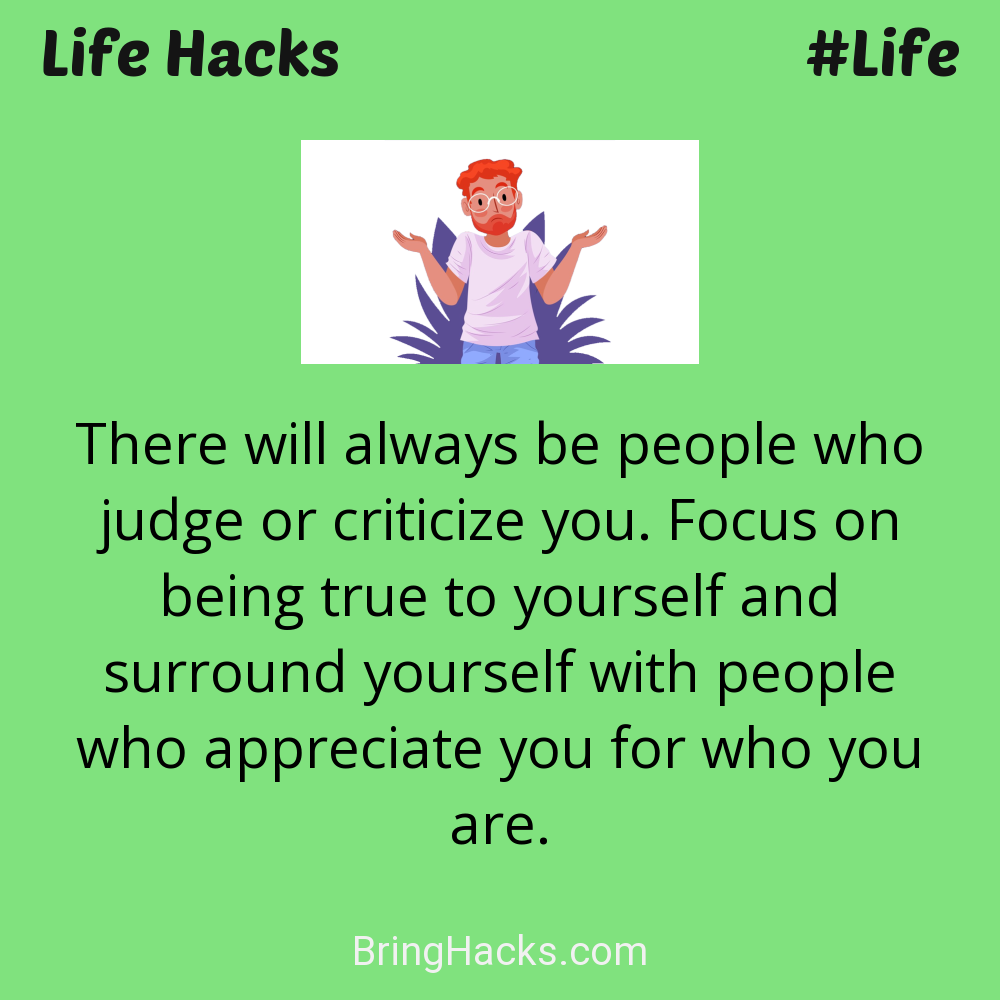 Life Hacks
#Life
There will always be people who
judge or criticize you. Focus on
being true to yourself and
surround yourself with people
who appreciate you for who you
are.
BringHacks.com